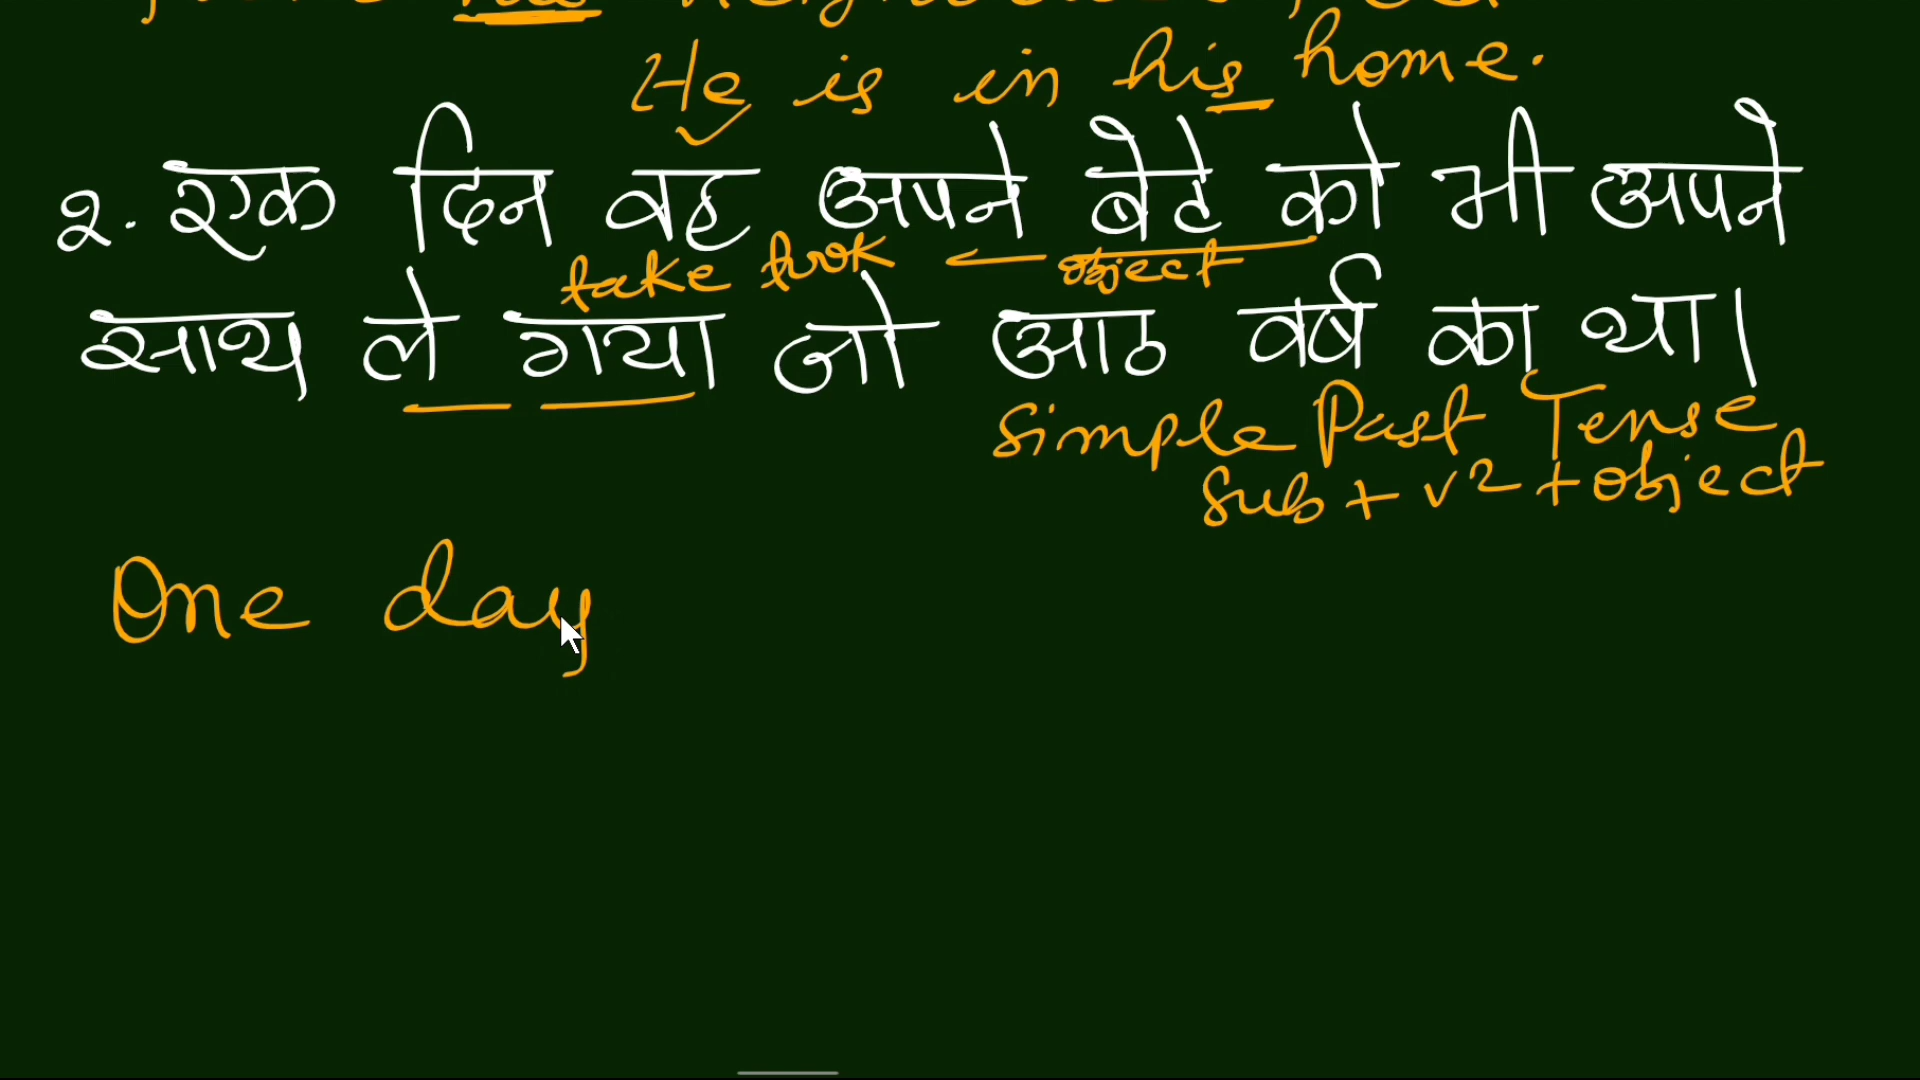 He is in his home.
२. एक दिन वह अपने बेटे को भी अपने
take took object
साथ ले गया जो आठ वर्ष का था।
Simple Past Tense
Sub + v2 + object
One day